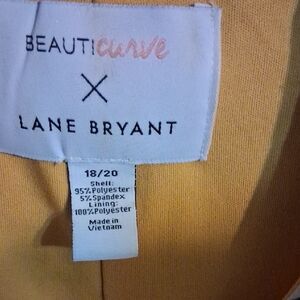 BEAUTICURVE
X
LANE BRYANT
18/20
Shell:
95%Polyester
5%Spandex
Lining:
100%Polyester
Made in
Vietnam